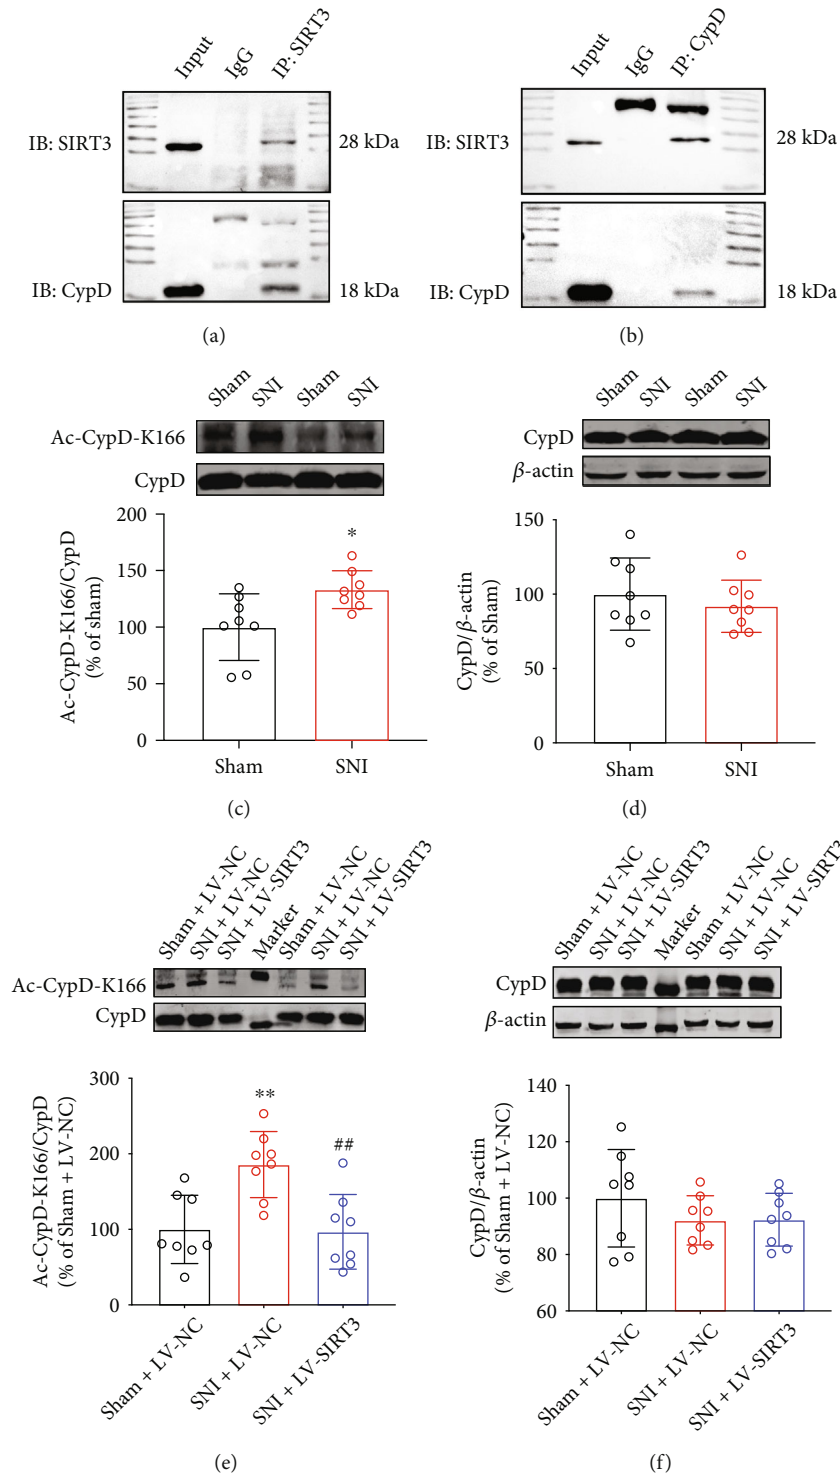 Input IgG IP: SIRT3
IB: SIRT3 28 kDa
IB: CypD 18 kDa
(a)
Input IgG IP: CypD
IB: SIRT3 28 kDa
IB: CypD 18 kDa
(b)
Sham SNI Sham SNI
Ac-CypD-K166
CypD
Ac-CypD-K166/CypD
(% of sham)
200
150
100
50
0
*
Sham SNI
(c)
Sham SNI Sham SNI
CypD
β-actin
CypD/β-actin
(% of Sham)
150
100
50
0
Sham SNI
(d)
Sham + LV-NC
SNI + LV-NC
SNI + LV-SIRT3
Marker
Sham + LV-NC
SNI + LV-NC
SNI + LV-SIRT3
Ac-CypD-K166
CypD
Ac-CypD-K166/CypD
(% of Sham + LV-NC)
300
200
100
0
**
##
Sham + LV-NC
SNI + LV-NC
SNI + LV-SIRT3
(e)
Sham + LV-NC
SNI + LV-NC
SNI + LV-SIRT3
Marker
Sham + LV-NC
SNI + LV-NC
SNI + LV-SIRT3
CypD
β-actin
CypD/β-actin
(% of Sham + LV-NC)
140
120
100
80
60
Sham + LV-NC
SNI + LV-NC
SNI + LV-SIRT3
(f)